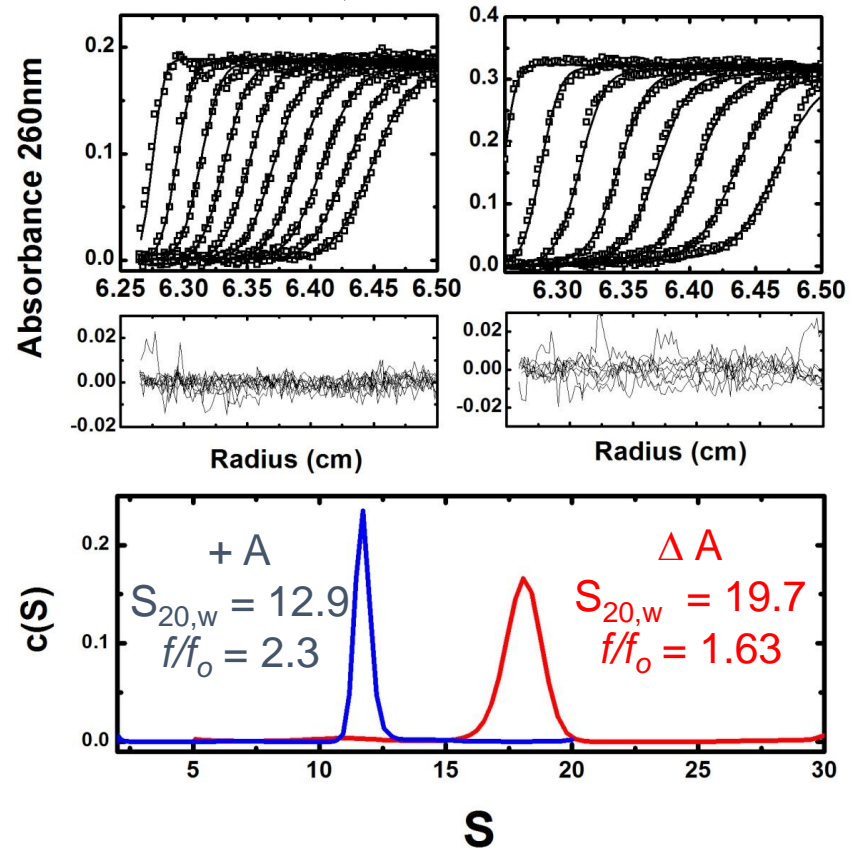 Absorbance 260nm
0.2
0.1
0.0
6.25 6.30 6.35 6.40 6.45 6.50
0.4
0.3
0.2
0.1
0.0
6.30 6.35 6.40 6.45 6.50
0.02
0.00
-0.02
Radius (cm)
0.02
0.00
-0.02
Radius (cm)
c(S)
0.2
0.1
0.0
+ A
S20,w = 12.9
f/fo = 2.3
Δ A
S20,w = 19.7
f/fo = 1.63
5 10 15 20 25 30
S